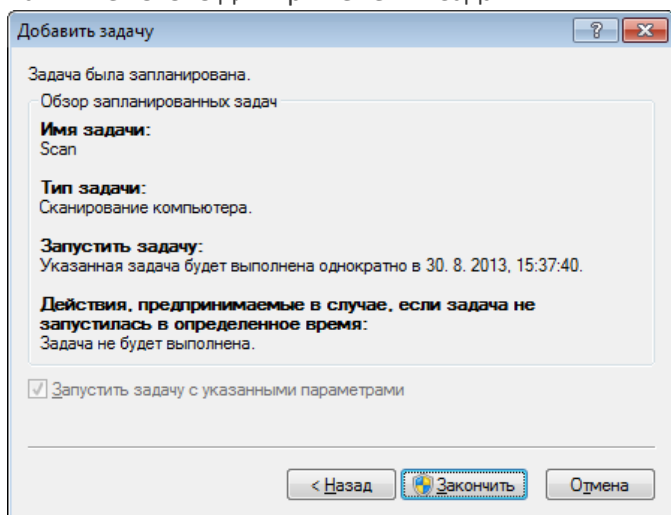 Добавить задачу
Задача была запланирована.
Обзор запланированных задач
Имя задачи:
Scan
Тип задачи:
Сканирование компьютера.
Запустить задачу:
Указанная задача будет выполнена однократно в 30. 8. 2013, 15:37:40.
Действия, предпринимаемые в случае, если задача не
запустилась в определенное время:
Задача не будет выполнена.
Запустить задачу с указанными параметрами
< Назад
Закончить
Отмена